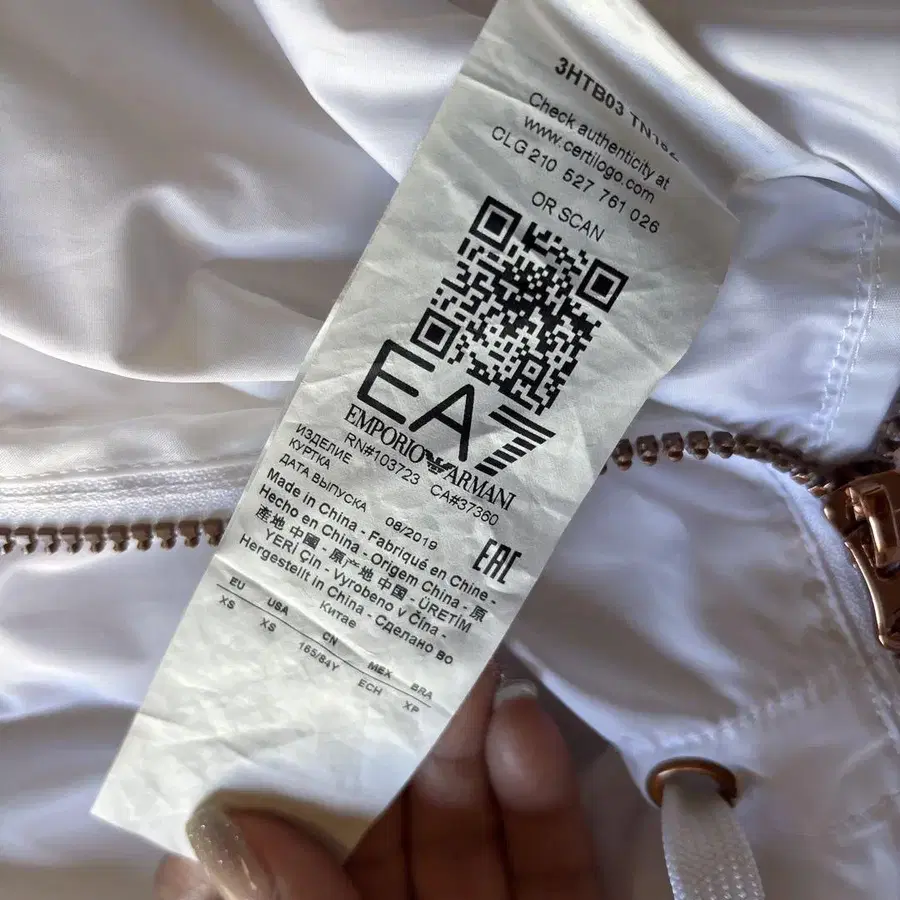 3HTB03
Check authenticity at
www.certilogo.com
CLG 210 527 761 026
OR SCAN
EA7
EMPORIO ARMANI
RN#103723 CA#37360
ИЗДЕЛИЕ
КУРТКА
ДАТА ВЫПУСКА 08/2019
EAC
Made in China - Fabriqué en Chine -
Hecho en China - Origem China - 原
産地 中國 - 原产地 中国 - ÜRETİM
YERİ Çin - Vyrobeno v Čína -
Hergestellt in China - Сделано во
Китае
EU USA CN MEX BRA
XS XS 165/84Y ECH XP